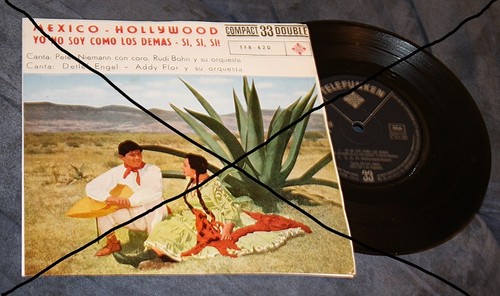 MEXICO - HOLLYWOOD
YO NO SOY COMO LOS DEMAS - SI, SI, SI!
COMPACT 33 DOUBLE
Canta: Peter Niemann con coro, Rudi Bohn y su orquesta
Canta: Detlef Engel - Addy Flor y su orquesta
TELEFUNKEN
33